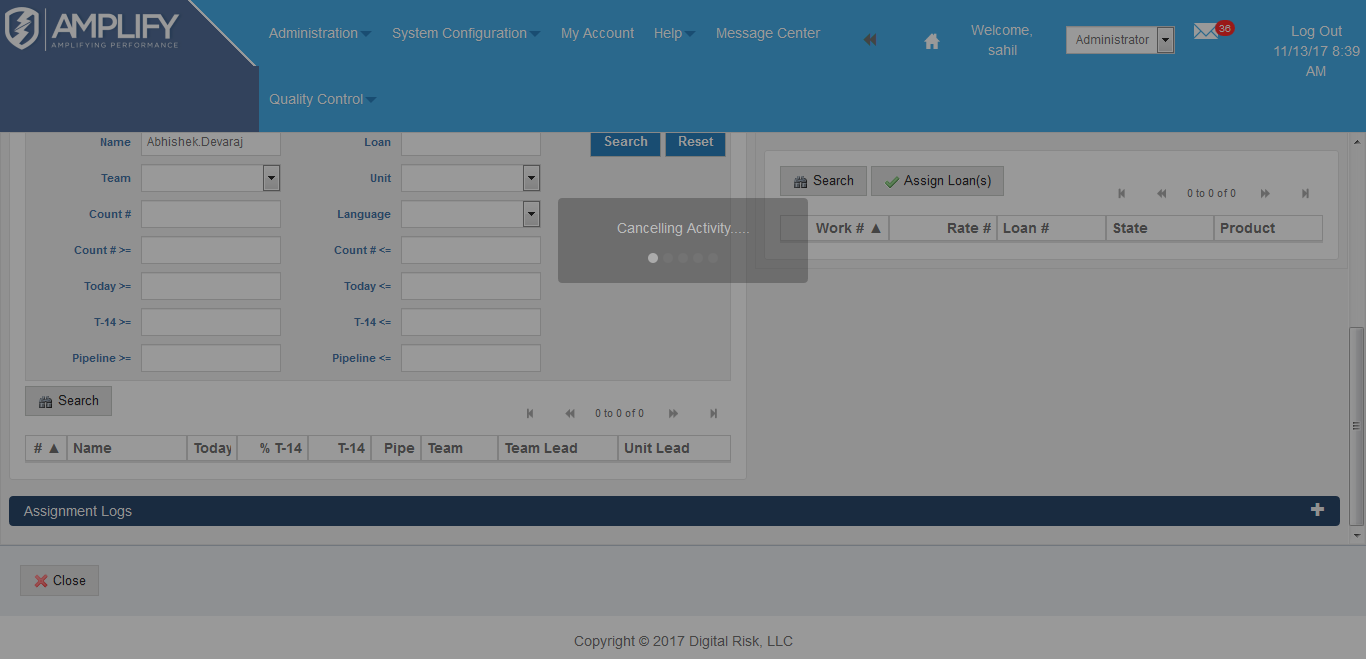 AMPLIFY
AMPLIFYING PERFORMANCE
Administration
System Configuration
My Account
Help
Message Center
Quality Control
Welcome,
sahil
Administrator
36
Log Out
11/13/17 8:39
AM
Name Abhishek.Devaraj Loan Search Reset
Team Unit
Count # Language
Count # >= Count # <=
Today >= Today <=
T-14 >= T-14 <=
Pipeline >= Pipeline <=
Search
0 to 0 of 0
# Name Today % T-14 T-14 Pipe Team Team Lead Unit Lead
Cancelling Activity.....
Search Assign Loan(s)
0 to 0 of 0
Work # Rate # Loan # State Product
Assignment Logs
Close
Copyright © 2017 Digital Risk, LLC